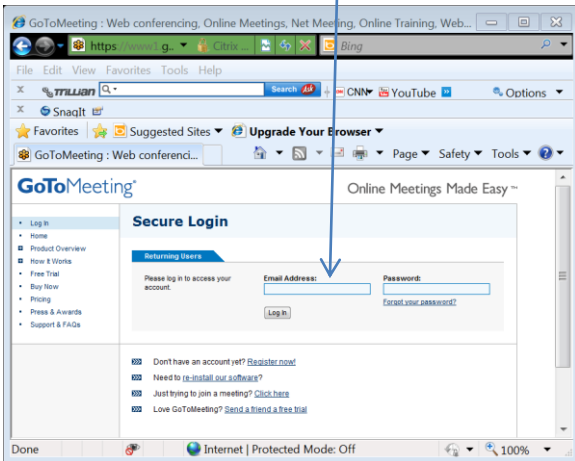 GoToMeeting : Web conferencing, Online Meetings, Net Meeting, Online Training, Web...
https://www1.g.. Citrix ... Bing
File Edit View Favorites Tools Help
x Search CNN YouTube Options
x SnagIt
Favorites Suggested Sites Upgrade Your Browser
GoToMeeting : Web conferenci... Page Safety Tools
GoToMeeting Online Meetings Made Easy ™
Log In
Home
Product Overview
How It Works
Free Trial
Buy Now
Pricing
Press & Awards
Support & FAQs
Secure Login
Returning Users
Please log in to access your
account.
Email Address:
Log In
Password:
Forgot your password?
Don't have an account yet? Register now!
Need to re-install our software?
Just trying to join a meeting? Click here
Love GoToMeeting? Send a friend a free trial
Done Internet | Protected Mode: Off 100%